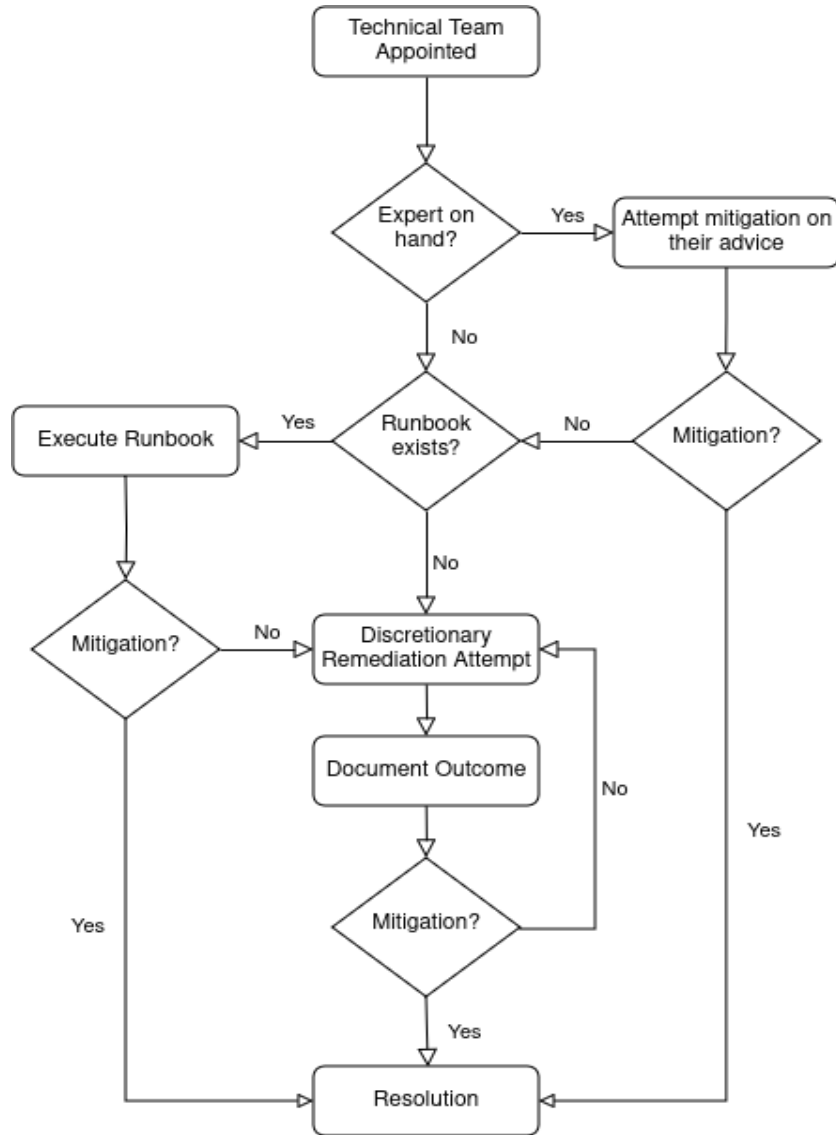 Technical Team
Appointed
Expert on
hand?
Yes
Attempt mitigation on
their advice
No
Execute Runbook
Yes
Runbook
exists?
No
Mitigation?
No
Mitigation?
No
Discretionary
Remediation Attempt
Document Outcome
No
Yes
Mitigation?
Yes
Yes
Resolution